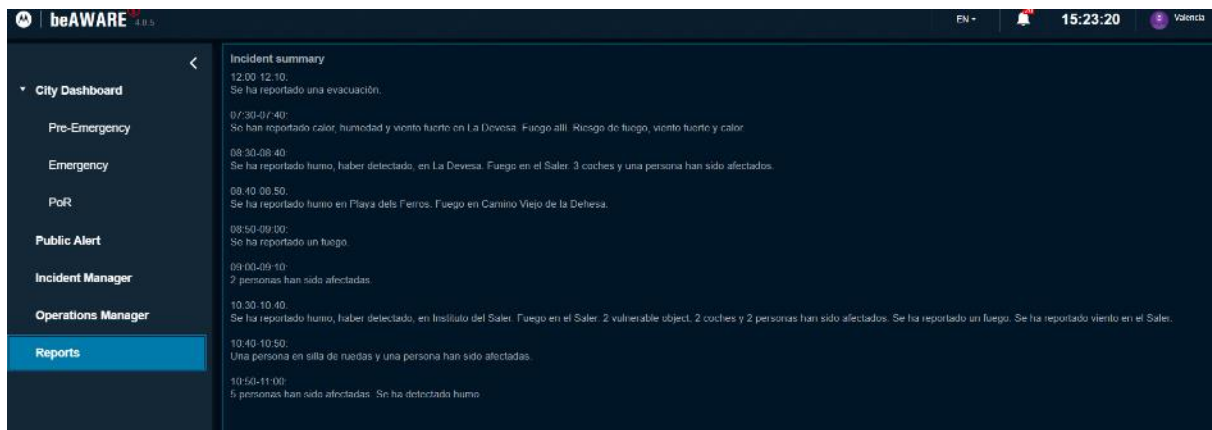 beAWARE 4.0.5
EN
15:23:20
Valencia
City Dashboard
Pre-Emergency
Emergency
PoR
Public Alert
Incident Manager
Operations Manager
Reports
Incident summary
12:00-12:10:
Se ha reportado una evacuación.
07:30-07:40:
Se han reportado calor, humedad y viento fuerte en La Devesa. Fuego allí. Riesgo de fuego, viento fuerte y calor.
08:30-08:40:
Se ha reportado humo, haber detectado, en La Devesa. Fuego en el Saler. 3 coches y una persona han sido afectados.
08:40-08:50:
Se ha reportado humo en Playa dels Ferros. Fuego en Camino Viejo de la Dehesa.
08:50-09:00:
Se ha reportado un fuego.
09:00-09:10:
2 personas han sido afectadas.
10:30-10:40:
Se ha reportado humo, haber detectado, en Instituto del Saler. Fuego en el Saler. 2 vulnerable object, 2 coches y 2 personas han sido afectados. Se ha reportado un fuego. Se ha reportado viento en el Saler.
10:40-10:50:
Una persona en silla de ruedas y una persona han sido afectadas.
10:50-11:00:
5 personas han sido afectadas. Se ha detectado humo.